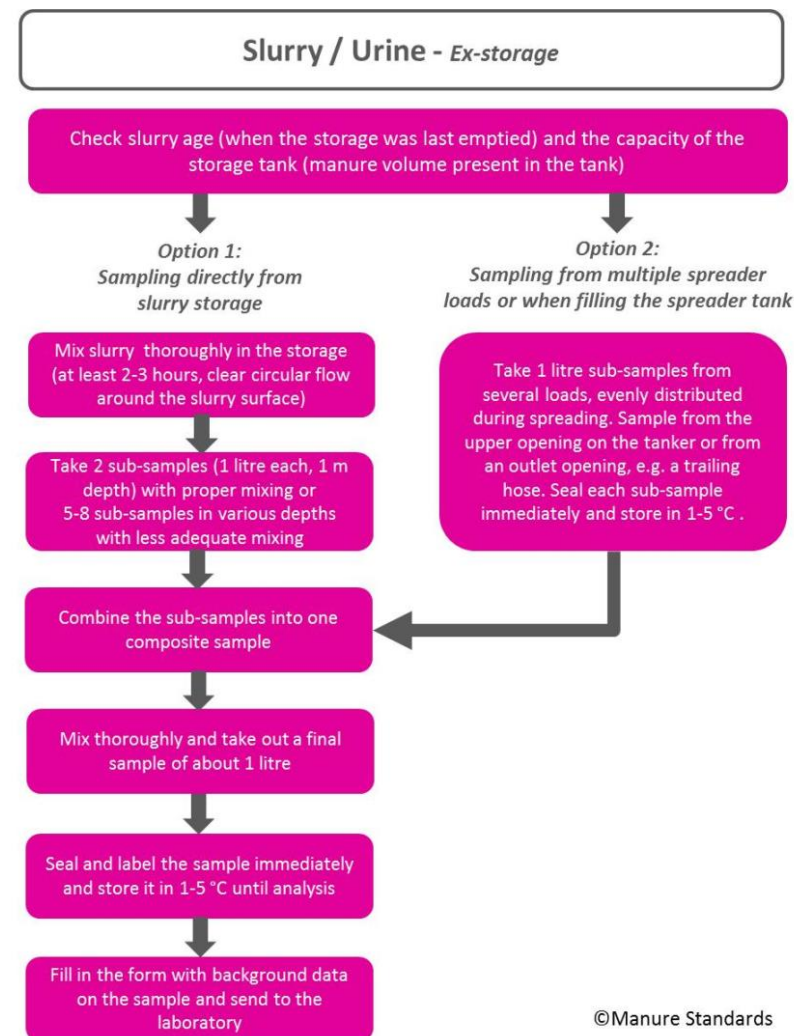 Slurry / Urine - Ex-storage
Check slurry age (when the storage was last emptied) and the capacity of the
storage tank (manure volume present in the tank)
Option 1:
Sampling directly from
slurry storage
Mix slurry thoroughly in the storage
(at least 2-3 hours, clear circular flow
around the slurry surface)
Take 2 sub-samples (1 litre each, 1 m
depth) with proper mixing or
5-8 sub-samples in various depths
with less adequate mixing
Option 2:
Sampling from multiple spreader
loads or when filling the spreader tank
Take 1 litre sub-samples from
several loads, evenly distributed
during spreading. Sample from the
upper opening on the tanker or from
an outlet opening, e.g. a trailing
hose. Seal each sub-sample
immediately and store in 1-5 °C .
Combine the sub-samples into one
composite sample
Mix thoroughly and take out a final
sample of about 1 litre
Seal and label the sample immediately
and store it in 1-5 °C until analysis
Fill in the form with background data
on the sample and send to the
laboratory
©Manure Standards